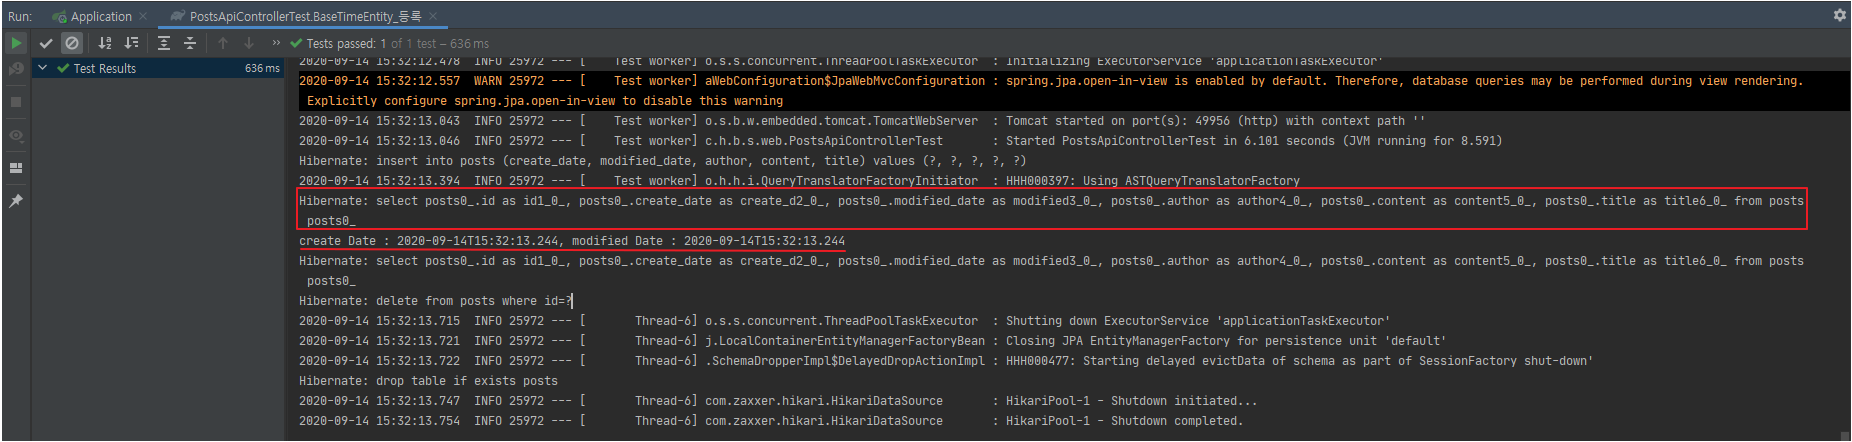 Run: Application × PostsApiControllerTest.BaseTimeEntity_등록 ×
» Tests passed: 1 of 1 test – 636 ms
Test Results 636 ms
2020-09-14 15:32:12.478  INFO 25972 --- [    Test worker] o.s.s.concurrent.ThreadPoolTaskExecutor  : Initializing ExecutorService 'applicationTaskExecutor'
2020-09-14 15:32:12.557  WARN 25972 --- [    Test worker] aWebConfiguration$JpaWebMvcConfiguration : spring.jpa.open-in-view is enabled by default. Therefore, database queries may be performed during view rendering.
Explicitly configure spring.jpa.open-in-view to disable this warning
2020-09-14 15:32:13.043  INFO 25972 --- [    Test worker] o.s.b.w.embedded.tomcat.TomcatWebServer  : Tomcat started on port(s): 49956 (http) with context path ''
2020-09-14 15:32:13.046  INFO 25972 --- [    Test worker] c.h.b.s.web.PostsApiControllerTest       : Started PostsApiControllerTest in 6.101 seconds (JVM running for 8.591)
Hibernate: insert into posts (create_date, modified_date, author, content, title) values (?, ?, ?, ?, ?)
2020-09-14 15:32:13.394  INFO 25972 --- [    Test worker] o.h.h.i.QueryTranslatorFactoryInitiator  : HHH000397: Using ASTQueryTranslatorFactory
Hibernate: select posts0_.id as id1_0_, posts0_.create_date as create_d2_0_, posts0_.modified_date as modified3_0_, posts0_.author as author4_0_, posts0_.content as content5_0_, posts0_.title as title6_0_ from posts
posts0_
create Date : 2020-09-14T15:32:13.244, modified Date : 2020-09-14T15:32:13.244
Hibernate: select posts0_.id as id1_0_, posts0_.create_date as create_d2_0_, posts0_.modified_date as modified3_0_, posts0_.author as author4_0_, posts0_.content as content5_0_, posts0_.title as title6_0_ from posts
posts0_
Hibernate: delete from posts where id=?
2020-09-14 15:32:13.715  INFO 25972 --- [       Thread-6] o.s.s.concurrent.ThreadPoolTaskExecutor  : Shutting down ExecutorService 'applicationTaskExecutor'
2020-09-14 15:32:13.721  INFO 25972 --- [       Thread-6] j.LocalContainerEntityManagerFactoryBean : Closing JPA EntityManagerFactory for persistence unit 'default'
2020-09-14 15:32:13.722  INFO 25972 --- [       Thread-6] .SchemaDropperImpl$DelayedDropActionImpl : HHH000477: Starting delayed evictData of schema as part of SessionFactory shut-down'
Hibernate: drop table if exists posts
2020-09-14 15:32:13.747  INFO 25972 --- [       Thread-6] com.zaxxer.hikari.HikariDataSource       : HikariPool-1 - Shutdown initiated...
2020-09-14 15:32:13.754  INFO 25972 --- [       Thread-6] com.zaxxer.hikari.HikariDataSource       : HikariPool-1 - Shutdown completed.